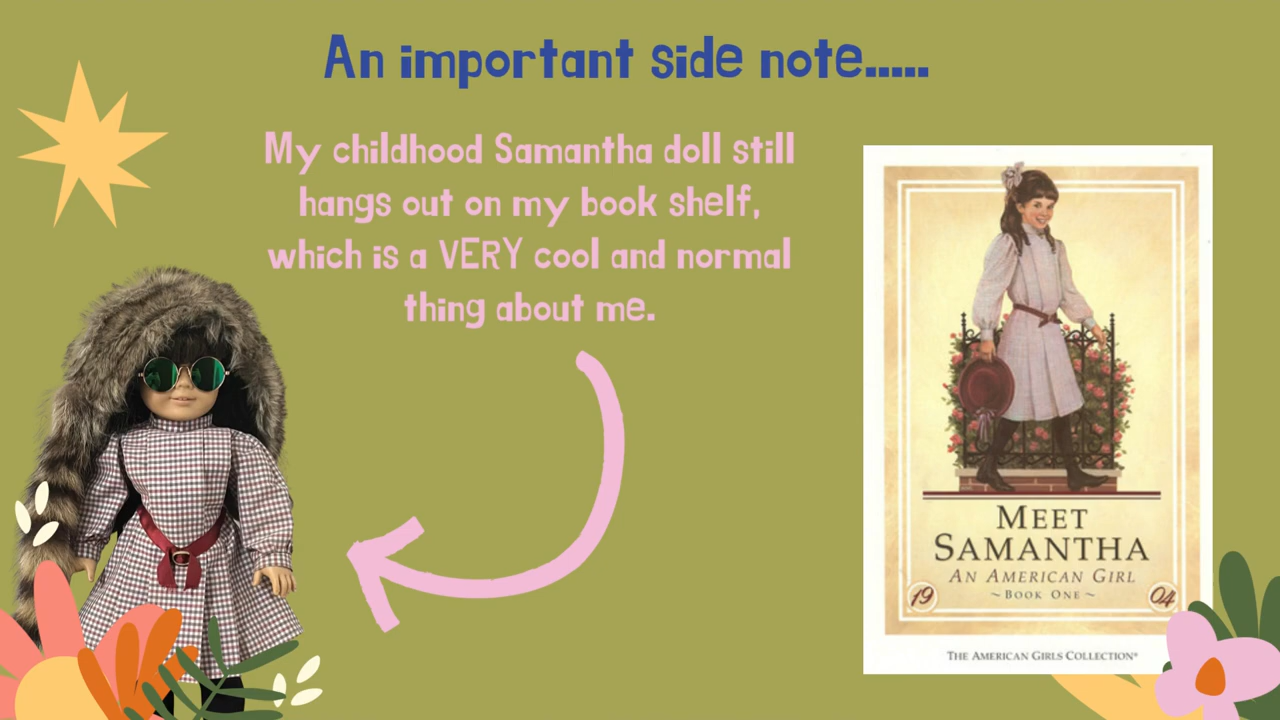 An important side note.....
My childhood Samantha doll still
hangs out on my book shelf,
which is a VERY cool and normal
thing about me.
MEET
SAMANTHA
AN AMERICAN GIRL
~BOOK ONE~
19 04
THE AMERICAN GIRLS COLLECTION®